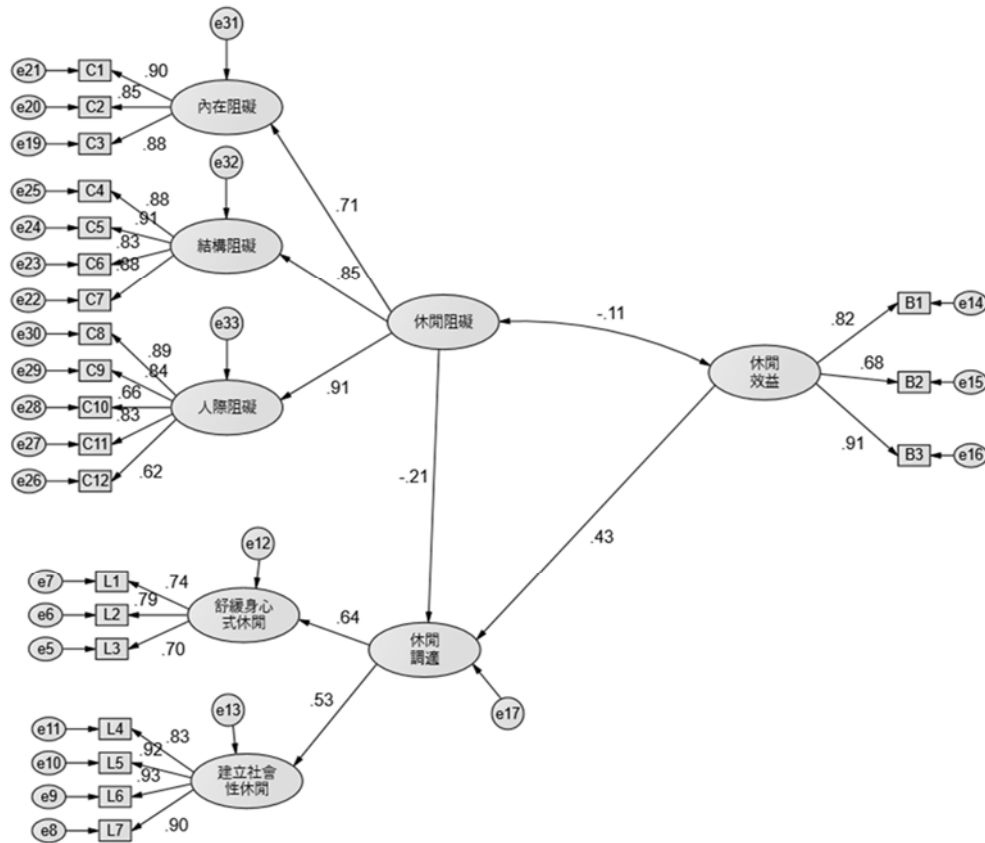 e31
e21
C1
.90
e20
C2
.85
內在阻礙
e19
C3
.88
e32
e25
C4
.88
e24
C5
.91
結構阻礙
e23
C6
.83
e22
C7
.88
.71
.85
e33
e30
C8
.89
e29
C9
.84
人際阻礙
e28
C10
.66
e27
C11
.83
e26
C12
.62
.91
休閒阻礙
-.11
休閒
效益
.82
B1
e14
.68
B2
e15
.91
B3
e16
-.21
.43
e12
e7
L1
.74
e6
L2
.79
舒緩身心
式休閒
e5
L3
.70
.64
休閒
調適
e17
.53
e13
e11
L4
.83
e10
L5
.92
建立社會
性休閒
e9
L6
.93
e8
L7
.90